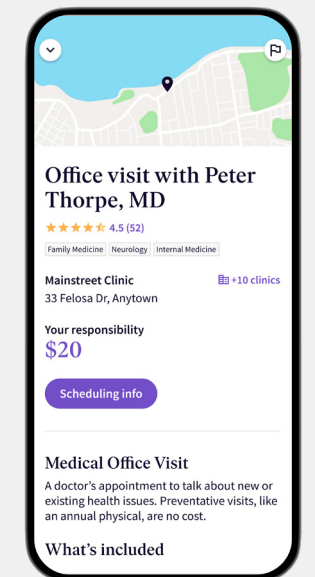 Office visit with Peter
Thorpe, MD
4.5 (52)
Family Medicine Neurology Internal Medicine
Mainstreet Clinic +10 clinics
33 Felosa Dr, Anytown
Your responsibility
$20
Scheduling info
Medical Office Visit
A doctor's appointment to talk about new or
existing health issues. Preventative visits, like
an annual physical, are no cost.
What's included